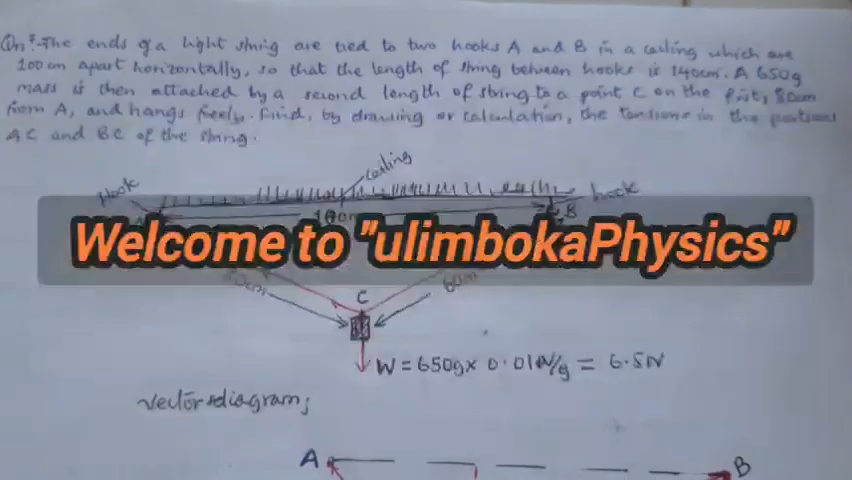 Qn: The ends of a light string are tied to two hooks A and B in a ceiling which are
100cm apart horizontally, so that the length of string between hooks is 140cm. A 650g
mass is then attached by a second length of string to a point C on the first, 80cm
from A, and hangs freely. Find, by drawing or calculation, the tensions in the portions
AC and BC of the string.
ceiling
Hook
hook
B
Welcome to "ulimbokaPhysics"
80cm
60cm
C
W = 650g x 0.01N/g = 6.5N
vector diagram;
A
B